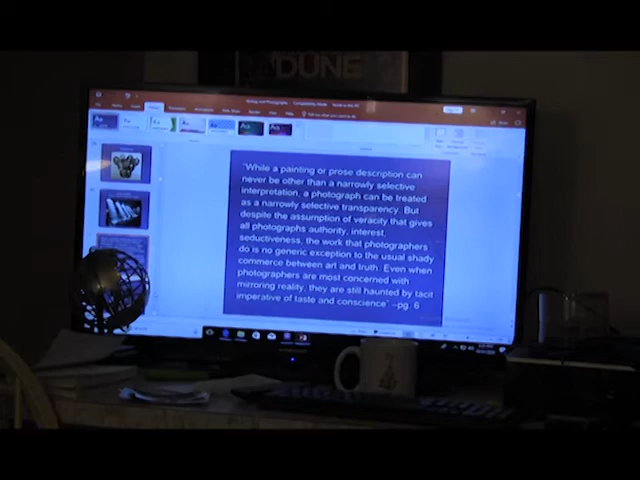 DUNE
"While a painting or prose description can
never be other than a narrowly selective
interpretation, a photograph can be treated
as a narrowly selective transparency. But
despite the assumption of veracity that gives
all photographs authority, interest,
seductiveness, the work that photographers
do is no generic exception to the usual shady
commerce between art and truth. Even when
photographers are most concerned with
mirroring reality, they are still haunted by tacit
imperative of taste and conscience" –pg. 6